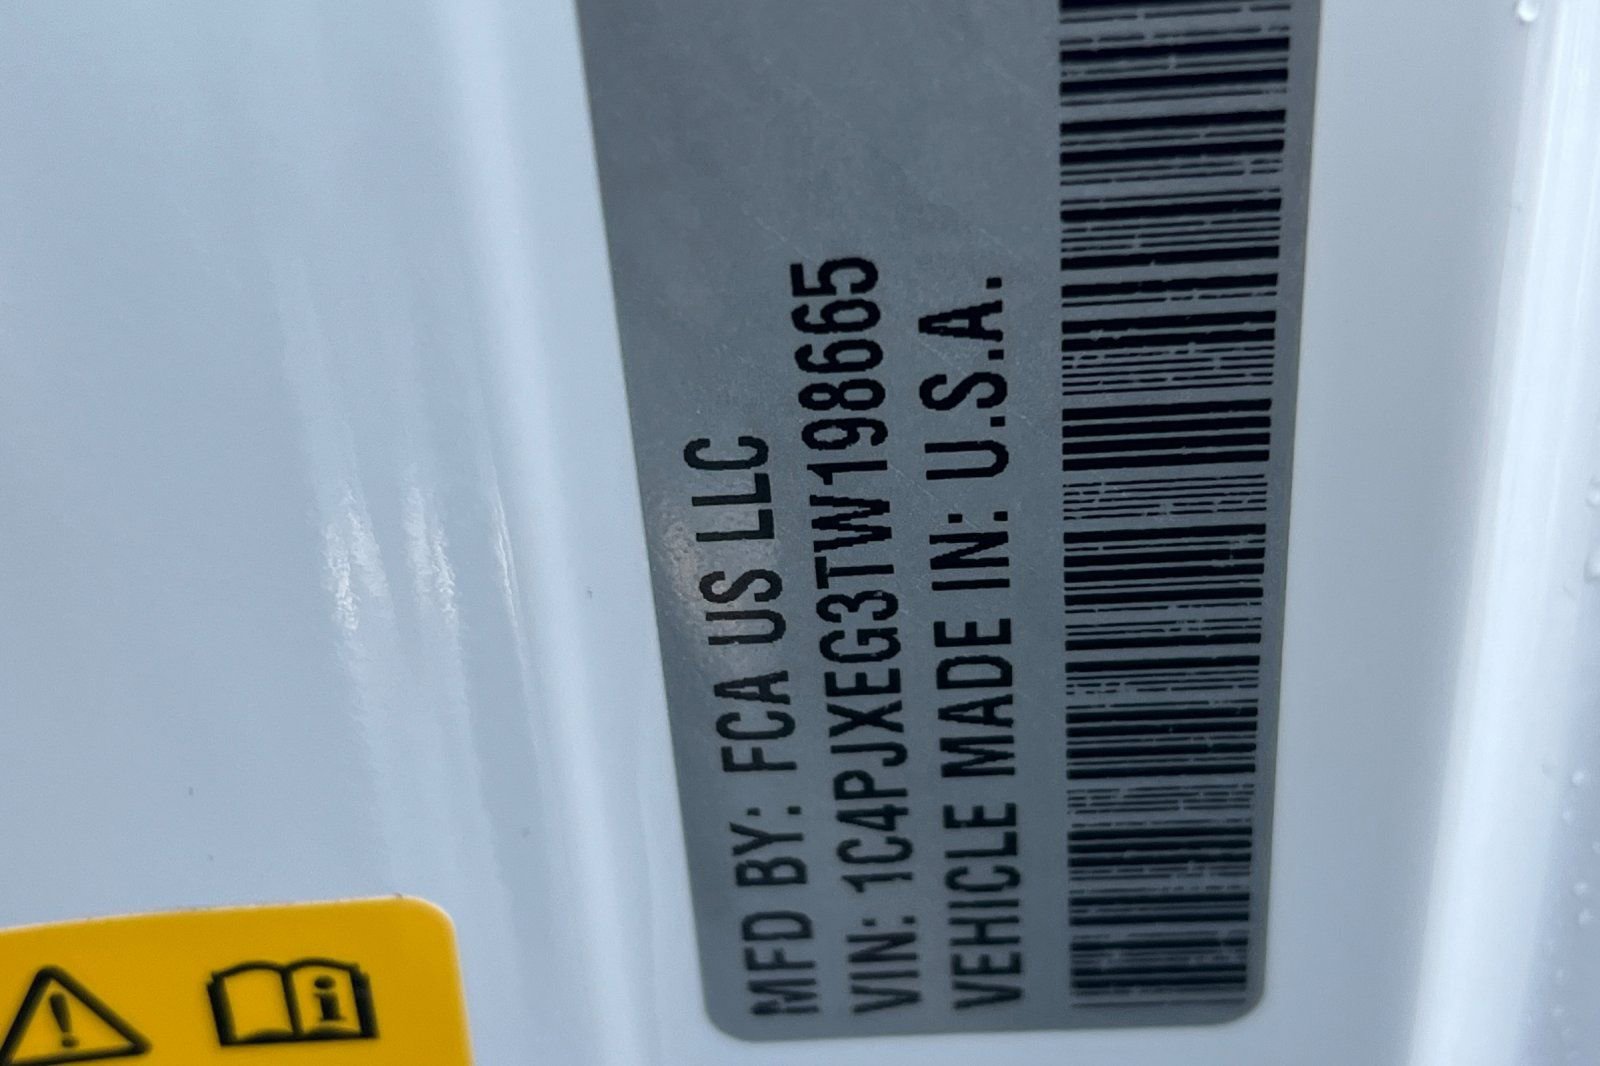 MFD BY: FCA US LLC
VIN: 1C4PJXEG3TW198665
VEHICLE MADE IN: U.S.A.